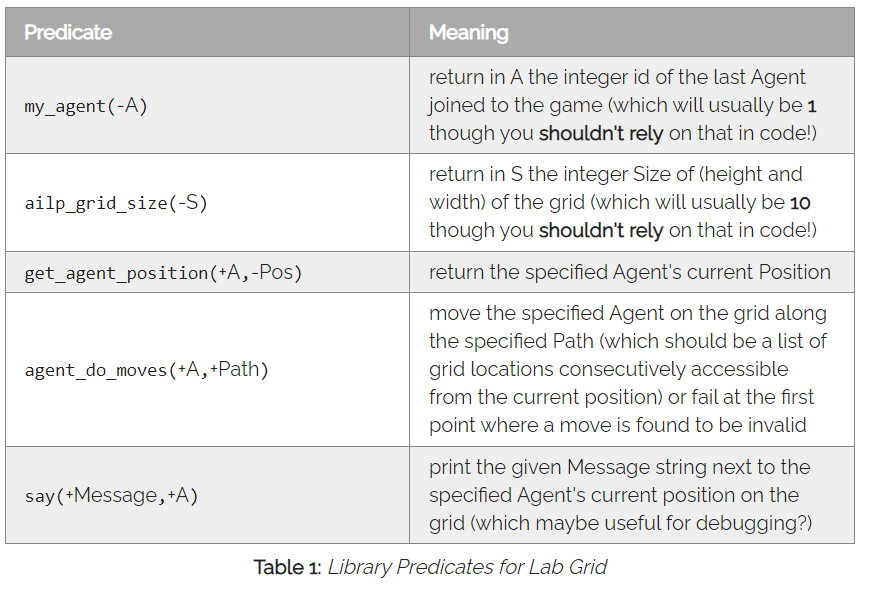 Predicate
Meaning
my_agent(-A)
return in A the integer id of the last Agent
joined to the game (which will usually be 1
though you shouldn't rely on that in code!)
ailp_grid_size(-S)
return in S the integer Size of (height and
width) of the grid (which will usually be 10
though you shouldn't rely on that in code!)
get_agent_position(+A,-Pos)
return the specified Agent's current Position
agent_do_moves(+A,+Path)
move the specified Agent on the grid along
the specified Path (which should be a list of
grid locations consecutively accessible
from the current position) or fail at the first
point where a move is found to be invalid
say(+Message,+A)
print the given Message string next to the
specified Agent's current position on the
grid (which maybe useful for debugging?)
Table 1: Library Predicates for Lab Grid